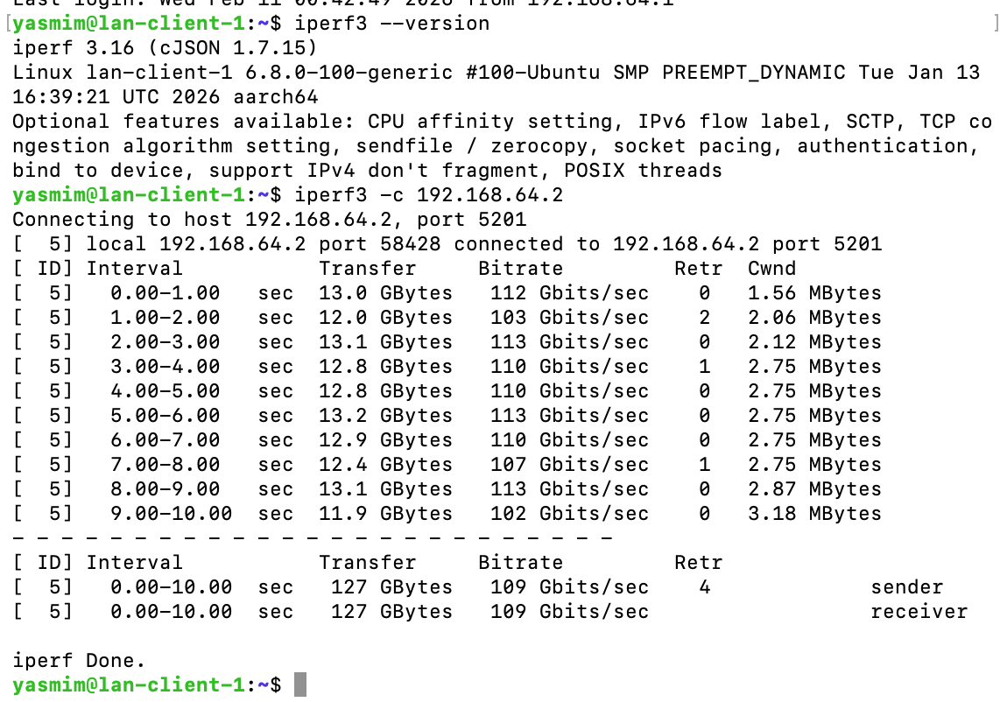 Last login: Wed Feb 11 00:42:49 2026 from 192.168.64.1
[yasmim@lan-client-1:~$ iperf3 --version ]
iperf 3.16 (cJSON 1.7.15)
Linux lan-client-1 6.8.0-100-generic #100-Ubuntu SMP PREEMPT_DYNAMIC Tue Jan 13
16:39:21 UTC 2026 aarch64
Optional features available: CPU affinity setting, IPv6 flow label, SCTP, TCP co
ngestion algorithm setting, sendfile / zerocopy, socket pacing, authentication,
bind to device, support IPv4 don't fragment, POSIX threads
yasmim@lan-client-1:~$ iperf3 -c 192.168.64.2
Connecting to host 192.168.64.2, port 5201
[  5] local 192.168.64.2 port 58428 connected to 192.168.64.2 port 5201
[ ID] Interval           Transfer     Bitrate         Retr  Cwnd
[  5]   0.00-1.00   sec  13.0 GBytes   112 Gbits/sec    0   1.56 MBytes
[  5]   1.00-2.00   sec  12.0 GBytes   103 Gbits/sec    2   2.06 MBytes
[  5]   2.00-3.00   sec  13.1 GBytes   113 Gbits/sec    0   2.12 MBytes
[  5]   3.00-4.00   sec  12.8 GBytes   110 Gbits/sec    1   2.75 MBytes
[  5]   4.00-5.00   sec  12.8 GBytes   110 Gbits/sec    0   2.75 MBytes
[  5]   5.00-6.00   sec  13.2 GBytes   113 Gbits/sec    0   2.75 MBytes
[  5]   6.00-7.00   sec  12.9 GBytes   110 Gbits/sec    0   2.75 MBytes
[  5]   7.00-8.00   sec  12.4 GBytes   107 Gbits/sec    1   2.75 MBytes
[  5]   8.00-9.00   sec  13.1 GBytes   113 Gbits/sec    0   2.87 MBytes
[  5]   9.00-10.00  sec  11.9 GBytes   102 Gbits/sec    0   3.18 MBytes
- - - - - - - - - - - - - - - - - - - - - - - - -
[ ID] Interval           Transfer     Bitrate         Retr
[  5]   0.00-10.00  sec   127 GBytes   109 Gbits/sec    4             sender
[  5]   0.00-10.00  sec   127 GBytes   109 Gbits/sec                  receiver
iperf Done.
yasmim@lan-client-1:~$